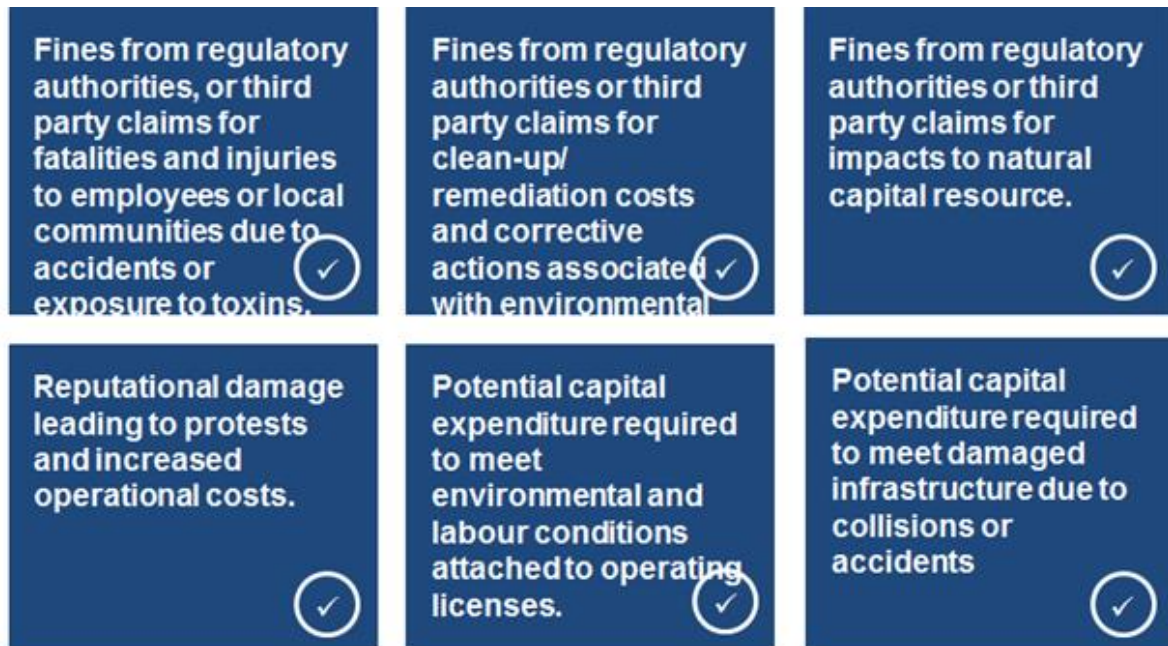 Fines from regulatory
authorities, or third
party claims for
fatalities and injuries
to employees or local
communities due to
accidents or
exposure to toxins.
Fines from regulatory
authorities or third
party claims for
clean-up/
remediation costs
and corrective
actions associated
with environmental
Fines from regulatory
authorities or third
party claims for
impacts to natural
capital resource.
Reputational damage
leading to protests
and increased
operational costs.
Potential capital
expenditure required
to meet
environmental and
labour conditions
attached to operating
licenses.
Potential capital
expenditure required
to meet damaged
infrastructure due to
collisions or
accidents